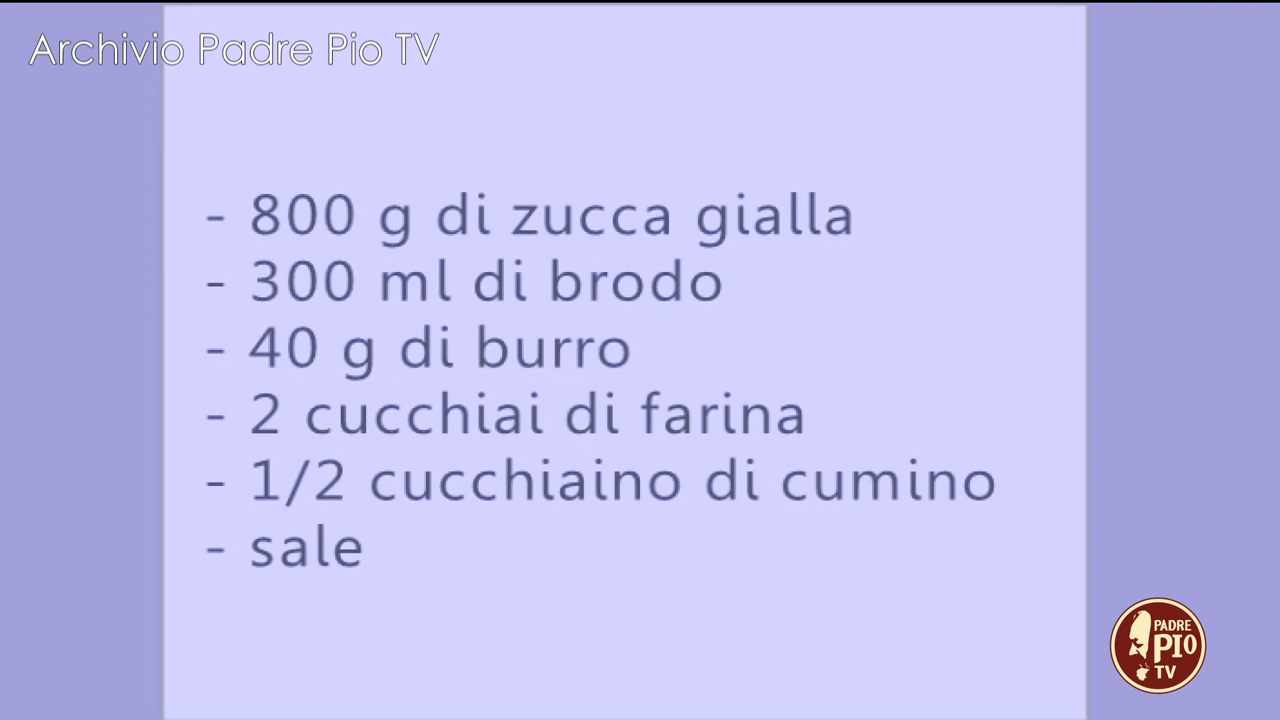 Archivio Padre Pio TV
- 800 g di zucca gialla
- 300 ml di brodo
- 40 g di burro
- 2 cucchiai di farina
- 1/2 cucchiaino di cumino
- sale
PADRE
PIO
TV